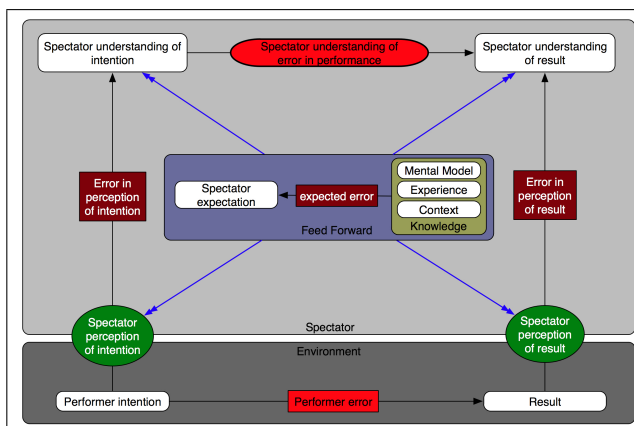 Spectator understanding of
intention
Spectator understanding of
error in performance
Spectator understanding
of result
Error in
perception
of intention
Spectator
expectation
expected error
Mental Model
Experience
Context
Knowledge
Feed Forward
Error in
perception
of result
Spectator
perception
of intention
Spectator
perception
of result
Spectator
Environment
Performer intention
Performer error
Result